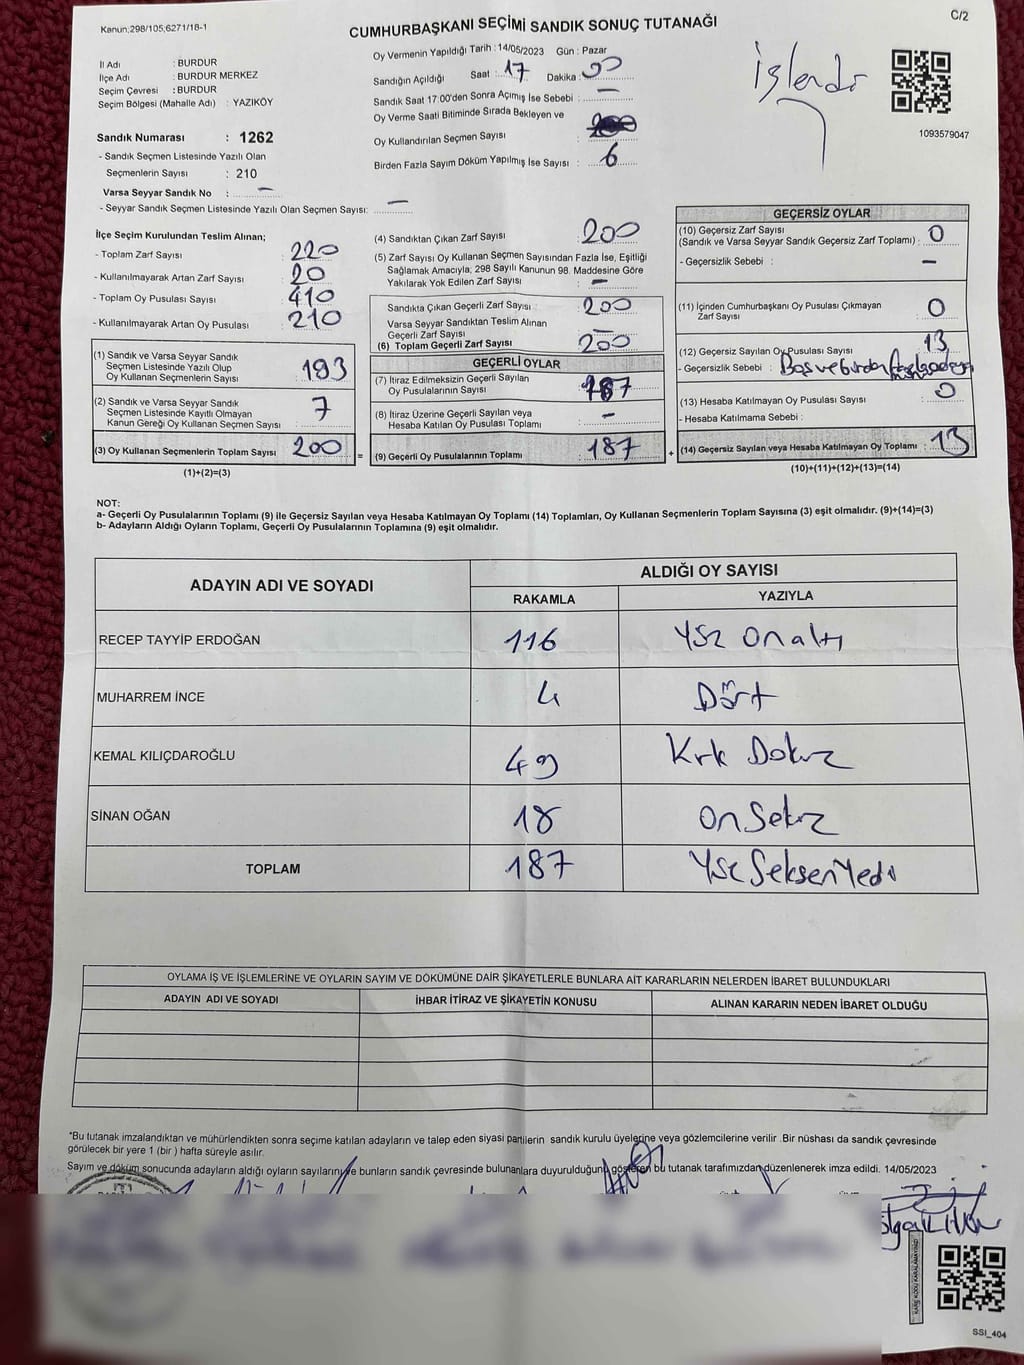 Kanun;298/105;6271/18-1
C/2
CUMHURBAŞKANI SEÇİMİ SANDIK SONUÇ TUTANAĞI
İl Adı : BURDUR
İlçe Adı : BURDUR MERKEZ
Seçim Çevresi : BURDUR
Seçim Bölgesi (Mahalle Adı) : YAZIKÖY
Sandık Numarası : 1262
- Sandık Seçmen Listesinde Yazılı Olan
Seçmenlerin Sayısı : 210
Varsa Seyyar Sandık No : —
- Seyyar Sandık Seçmen Listesinde Yazılı Olan Seçmen Sayısı: —
Oy Vermenin Yapıldığı Tarih : 14/05/2023 Gün : Pazar
Sandığın Açıldığı Saat : 17 Dakika : 00
Sandık Saat 17:00'den Sonra Açımış İse Sebebi : —
Oy Verme Saati Bitiminde Sırada Bekleyen ve
Oy Kullandırılan Seçmen Sayısı :
Birden Fazla Sayım Döküm Yapılmış İse Sayısı : 6
İşlendi
1093579047
İlçe Seçim Kurulundan Teslim Alınan;
- Toplam Zarf Sayısı : 220
- Kullanılmayarak Artan Zarf Sayısı : 20
- Toplam Oy Pusulası Sayısı : 410
- Kullanılmayarak Artan Oy Pusulası : 210
(1) Sandık ve Varsa Seyyar Sandık
Seçmen Listesinde Yazılı Olup
Oy Kullanan Seçmenlerin Sayısı : 193
(2) Sandık ve Varsa Seyyar Sandık
Seçmen Listesinde Kayıtlı Olmayan
Kanun Gereği Oy Kullanan Seçmen Sayısı : 7
(3) Oy Kullanan Seçmenlerin Toplam Sayısı : 200
(1)+(2)=(3)
(4) Sandıktan Çıkan Zarf Sayısı : 200
(5) Zarf Sayısı Oy Kullanan Seçmen Sayısından Fazla İse, Eşitliği
Sağlamak Amacıyla; 298 Sayılı Kanunun 98. Maddesine Göre
Yakılarak Yok Edilen Zarf Sayısı : —
Sandıkta Çıkan Geçerli Zarf Sayısı : 200
Varsa Seyyar Sandıktan Teslim Alınan
Geçerli Zarf Sayısı : —
(6) Toplam Geçerli Zarf Sayısı : 200
GEÇERLİ OYLAR
(7) İtiraz Edilmeksizin Geçerli Sayılan
Oy Pusulalarının Sayısı : 187
(8) İtiraz Üzerine Geçerli Sayılan veya
Hesaba Katılan Oy Pusulası Toplamı : —
= (9) Geçerli Oy Pusulalarının Toplamı : 187 +
GEÇERSİZ OYLAR
(10) Geçersiz Zarf Sayısı
(Sandık ve Varsa Seyyar Sandık Geçersiz Zarf Toplamı) : 0
- Geçersizlik Sebebi : —
(11) İçinden Cumhurbaşkanı Oy Pusulası Çıkmayan
Zarf Sayısı : 0
(12) Geçersiz Sayılan Oy Pusulası Sayısı : 13
- Geçersizlik Sebebi : Boş ve birden fazla
(13) Hesaba Katılmayan Oy Pusulası Sayısı : 0
- Hesaba Katılmama Sebebi :
(14) Geçersiz Sayılan veya Hesaba Katılmayan Oy Toplamı : 13
(10)+(11)+(12)+(13)=(14)
NOT:
a- Geçerli Oy Pusulalarının Toplamı (9) ile Geçersiz Sayılan veya Hesaba Katılmayan Oy Toplamı (14) Toplamları, Oy Kullanan Seçmenlerin Toplam Sayısına (3) eşit olmalıdır. (9)+(14)=(3)
b- Adayların Aldığı Oyların Toplamı, Geçerli Oy Pusulalarının Toplamına (9) eşit olmalıdır.
ADAYIN ADI VE SOYADI
ALDIĞI OY SAYISI
RAKAMLA YAZIYLA
RECEP TAYYİP ERDOĞAN 116 Yüz On altı
MUHARREM İNCE 4 Dört
KEMAL KILIÇDAROĞLU 49 Kırk Dokuz
SİNAN OĞAN 18 On Sekiz
TOPLAM 187 Yüz Seksen Yedi
OYLAMA İŞ VE İŞLEMLERİNE VE OYLARIN SAYIM VE DÖKÜMÜNE DAİR ŞİKAYETLERLE BUNLARA AİT KARARLARIN NELERDEN İBARET BULUNDUKLARI
ADAYIN ADI VE SOYADI İHBAR İTİRAZ VE ŞİKAYETİN KONUSU ALINAN KARARIN NEDEN İBARET OLDUĞU
*Bu tutanak imzalandıktan ve mühürlendikten sonra seçime katılan adayların ve talep eden siyasi partilerin sandık kurulu üyelerine veya gözlemcilerine verilir .Bir nüshası da sandık çevresinde
görülecek bir yere 1 (bir ) hafta süreyle asılır.
Sayım ve döküm sonucunda adayların aldığı oyların sayılarını ve bunların sandık çevresinde bulunanlara duyurulduğunu gösteren bu tutanak tarafımızdan düzenlenerek imza edildi. 14/05/2023
SSI_404